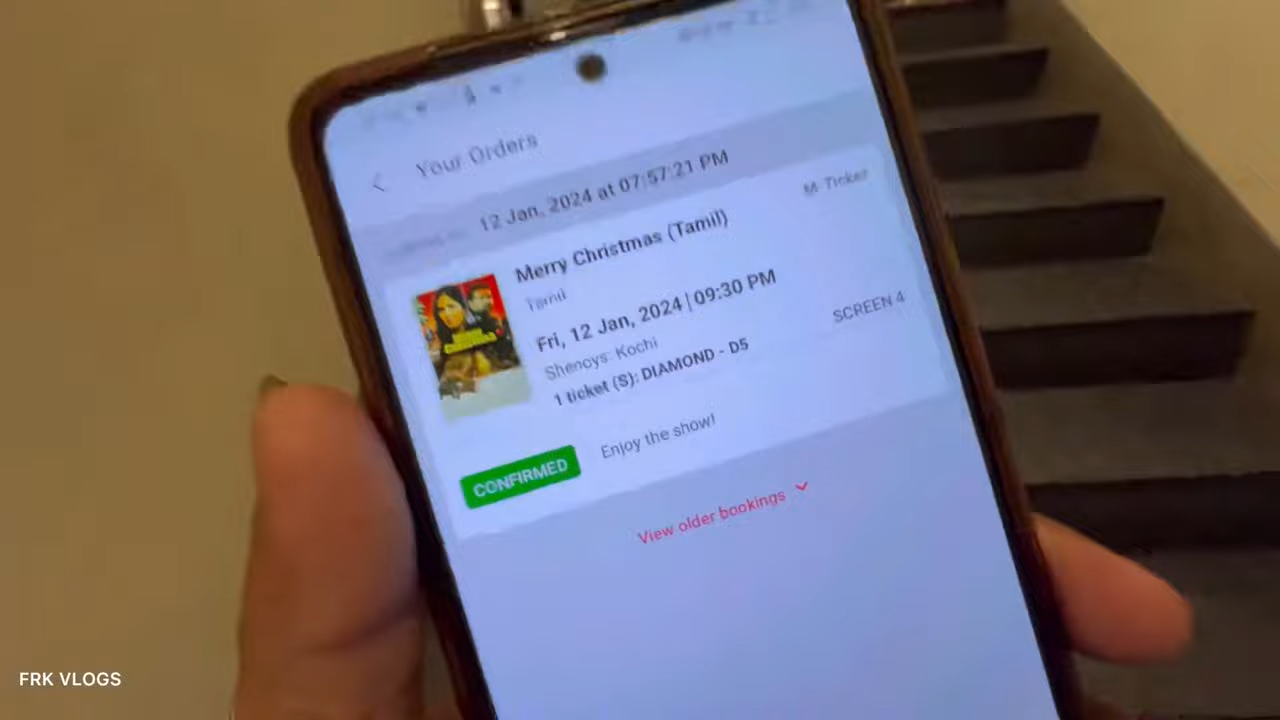 Your Orders
12 Jan, 2024 at 07:57:21 PM
M-Ticket
Merry Christmas (Tamil)
Tamil
Fri, 12 Jan, 2024 | 09:30 PM
Shenoys: Kochi
SCREEN 4
1 ticket (S): DIAMOND - D5
CONFIRMED
Enjoy the show!
View older bookings
FRK VLOGS